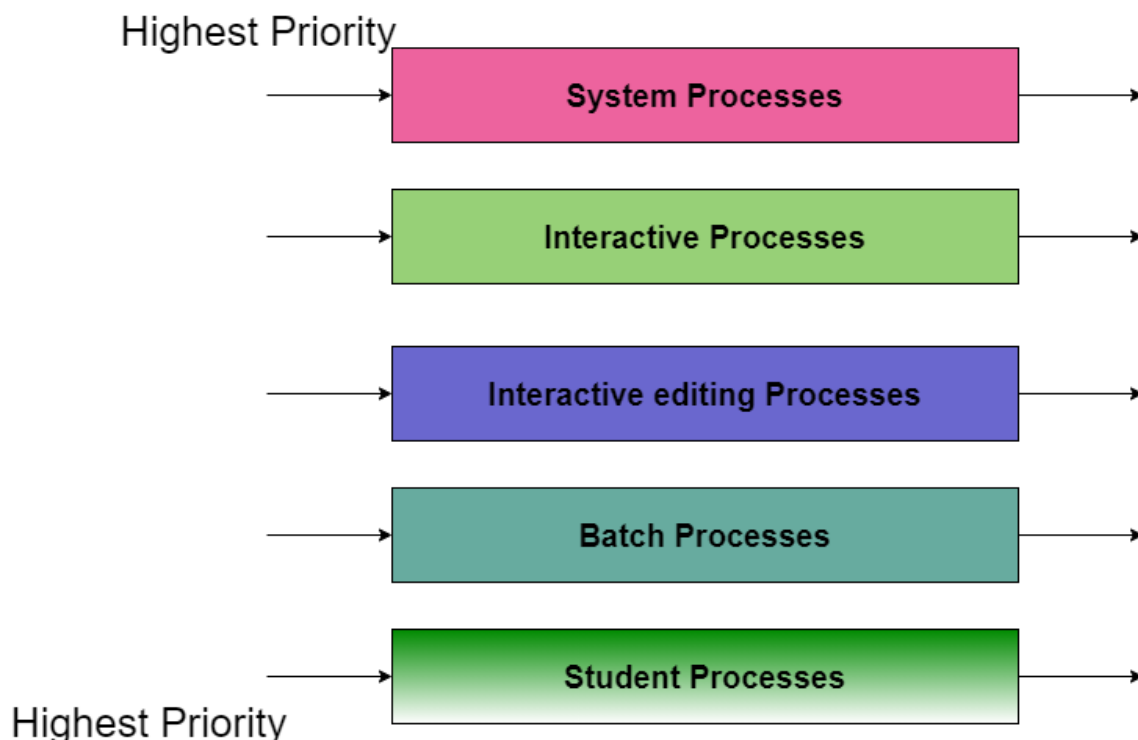 Highest Priority
System Processes
Interactive Processes
Interactive editing Processes
Batch Processes
Student Processes
Highest Priority